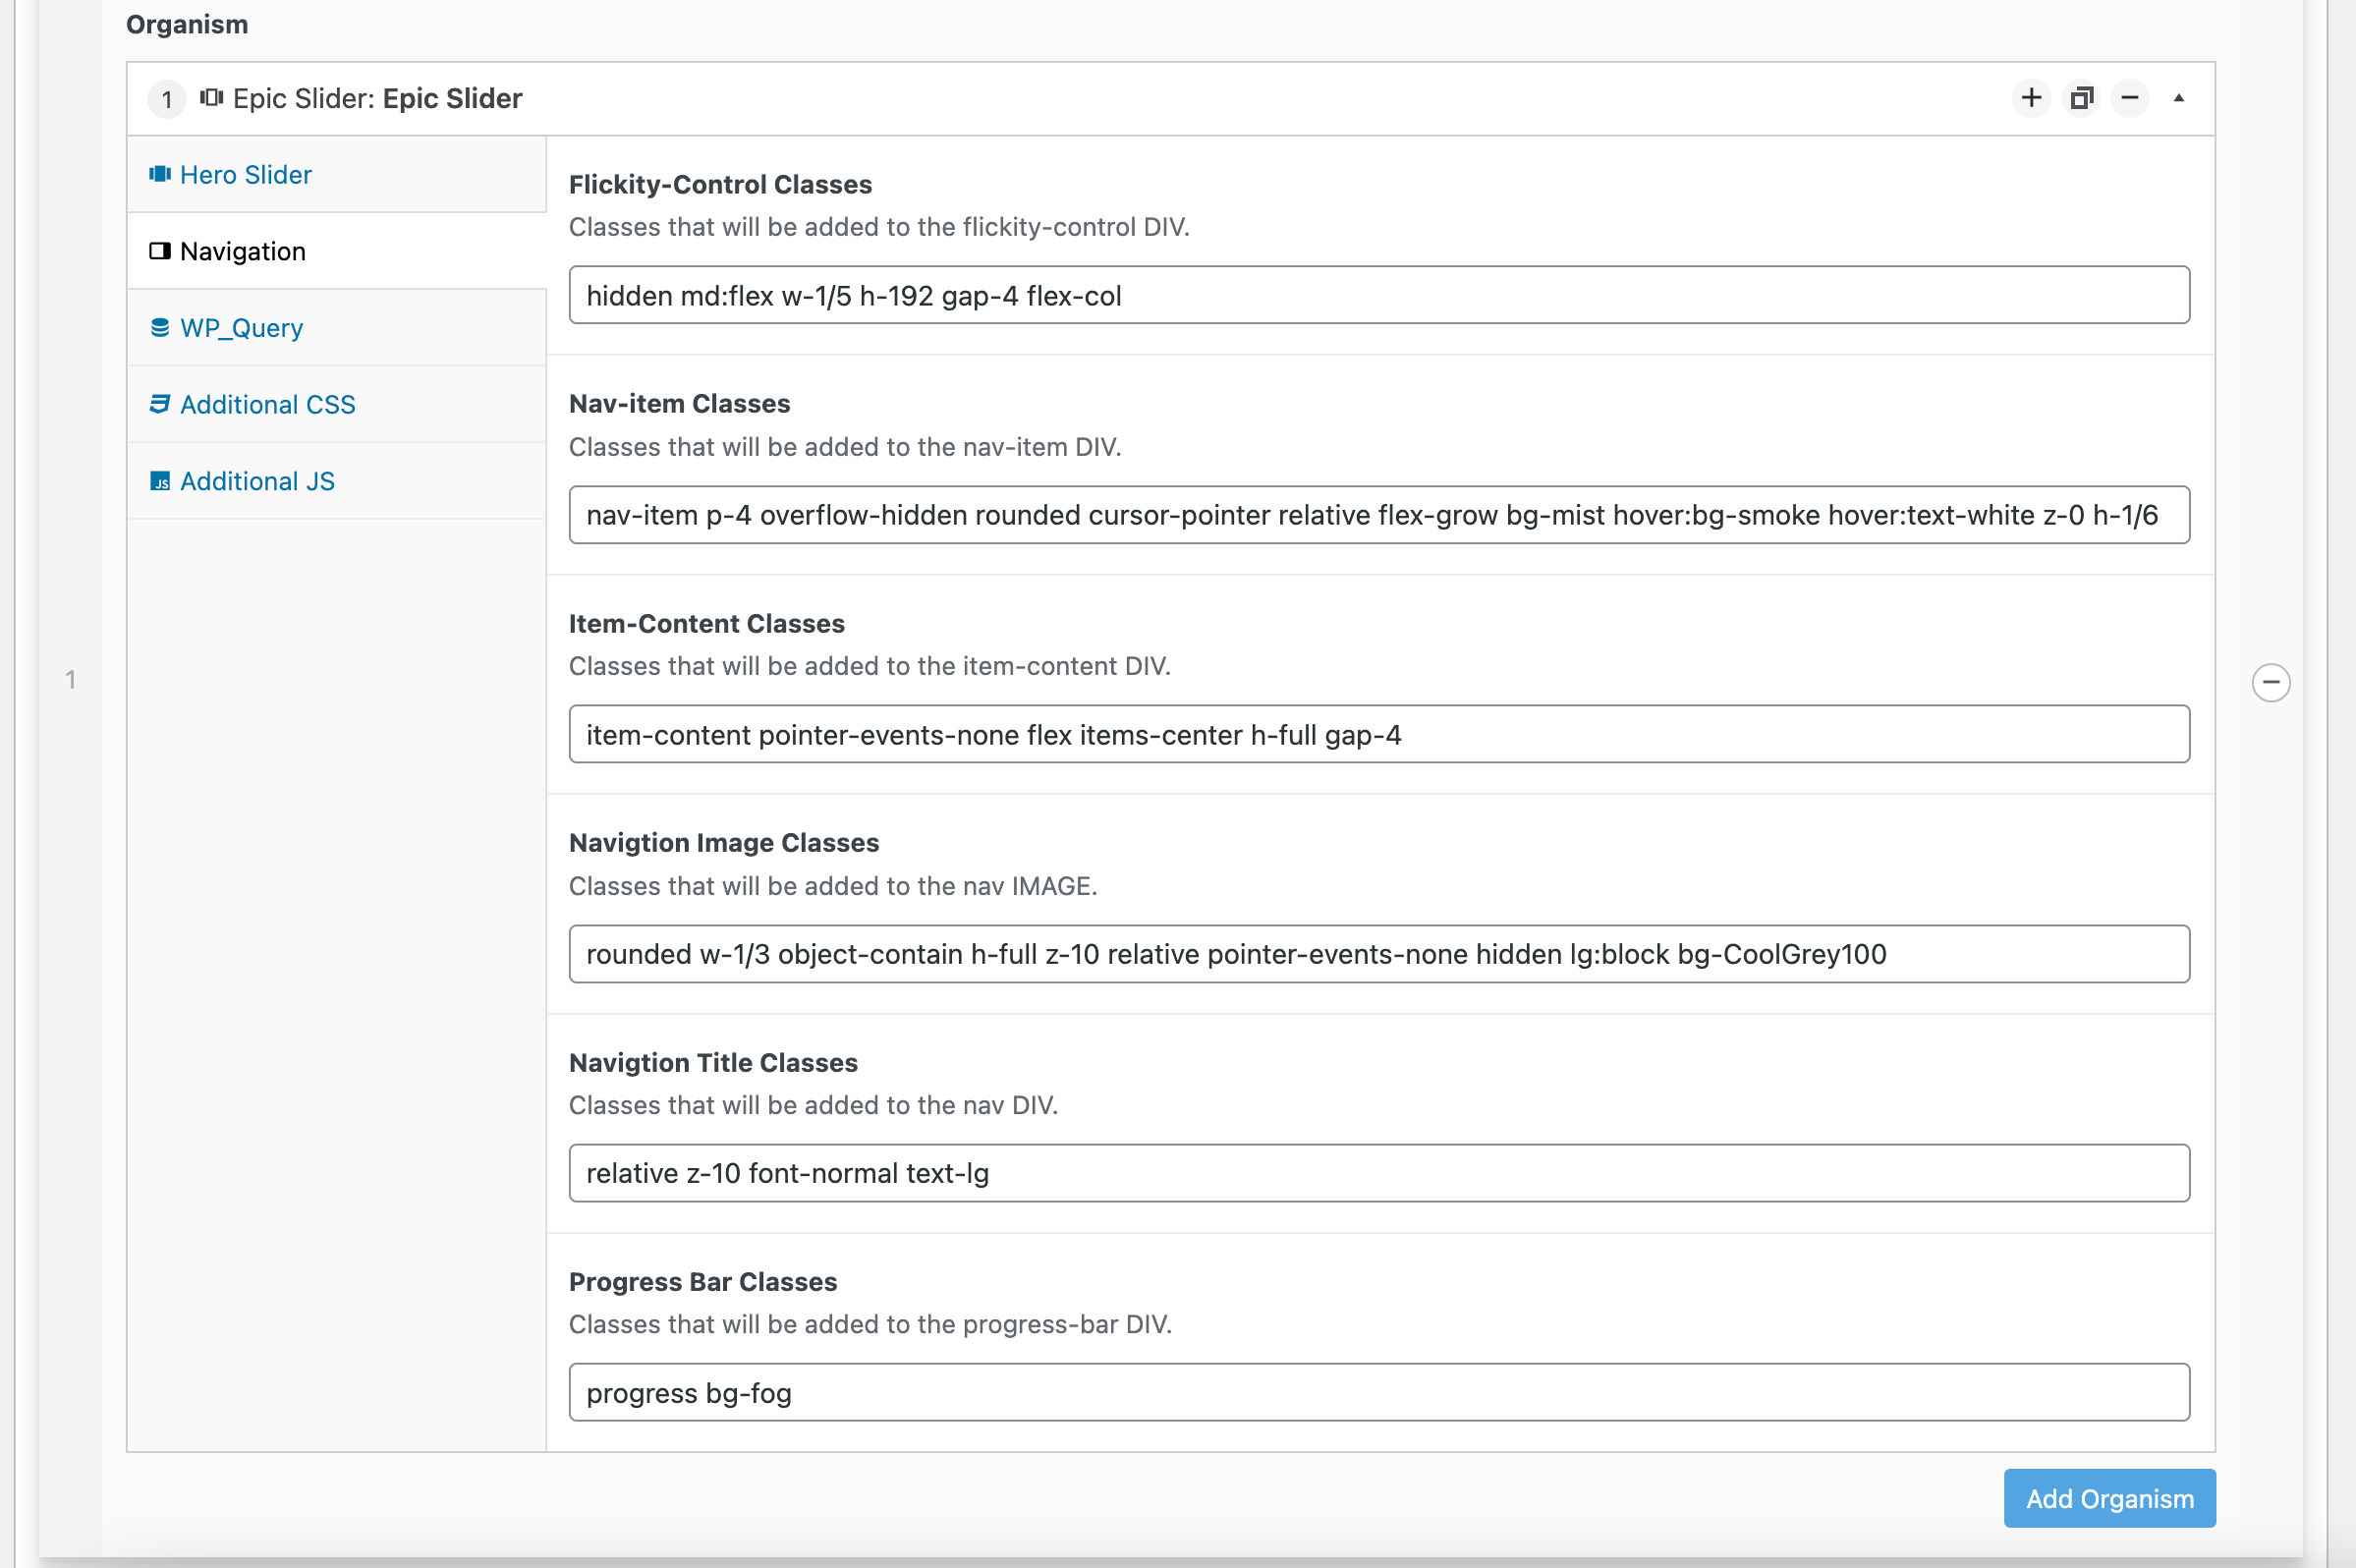 Organism
1 Epic Slider: Epic Slider
Hero Slider
Navigation
WP_Query
Additional CSS
JS Additional JS
Flickity-Control Classes
Classes that will be added to the flickity-control DIV.
hidden md:flex w-1/5 h-192 gap-4 flex-col
Nav-item Classes
Classes that will be added to the nav-item DIV.
nav-item p-4 overflow-hidden rounded cursor-pointer relative flex-grow bg-mist hover:bg-smoke hover:text-white z-0 h-1/6
Item-Content Classes
Classes that will be added to the item-content DIV.
item-content pointer-events-none flex items-center h-full gap-4
1
Navigtion Image Classes
Classes that will be added to the nav IMAGE.
rounded w-1/3 object-contain h-full z-10 relative pointer-events-none hidden lg:block bg-CoolGrey100
Navigtion Title Classes
Classes that will be added to the nav DIV.
relative z-10 font-normal text-lg
Progress Bar Classes
Classes that will be added to the progress-bar DIV.
progress bg-fog
Add Organism